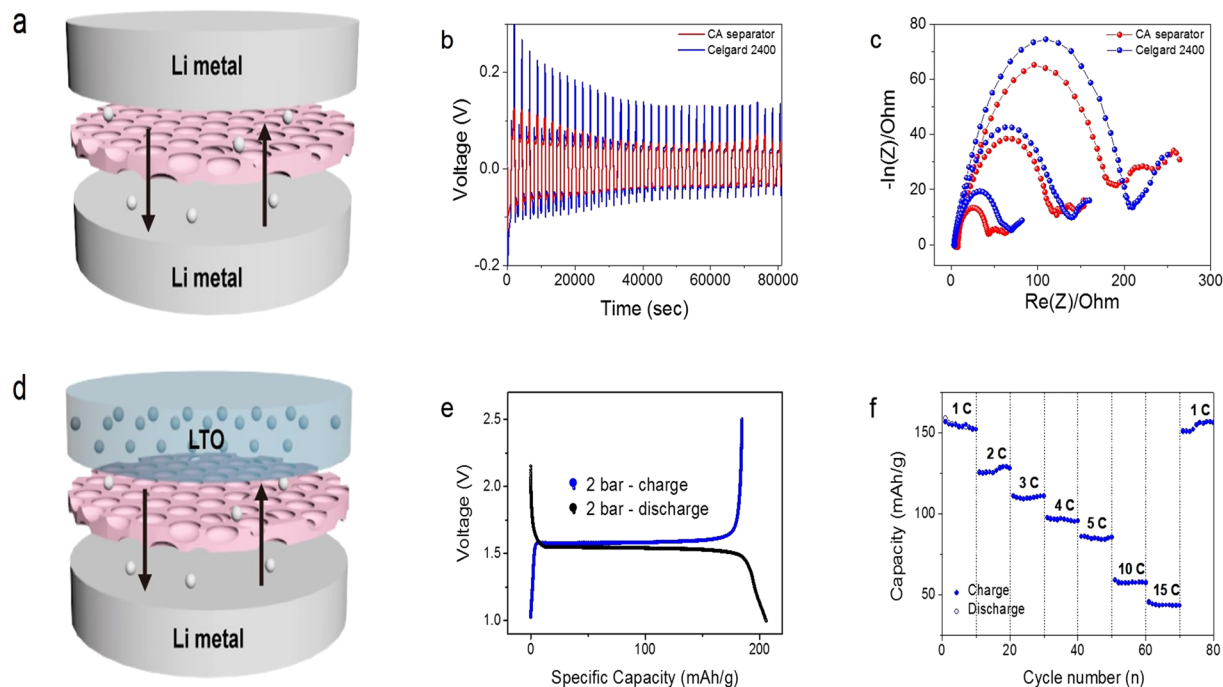 a
Li metal
Li metal
b
CA separator
Celgard 2400
0.2
0.0
-0.2
Voltage (V)
0
20000
40000
60000
80000
Time (sec)
c
CA separator
Celgard 2400
80
60
40
20
0
-In(Z)/Ohm
0
100
200
300
Re(Z)/Ohm
d
LTO
Li metal
e
2.5
2.0
1.5
1.0
Voltage (V)
2 bar - charge
2 bar - discharge
0
100
200
Specific Capacity (mAh/g)
f
150
100
50
Capacity (mAh/g)
1 C
2 C
3 C
4 C
5 C
10 C
15 C
1 C
Charge
Discharge
0
20
40
60
80
Cycle number (n)